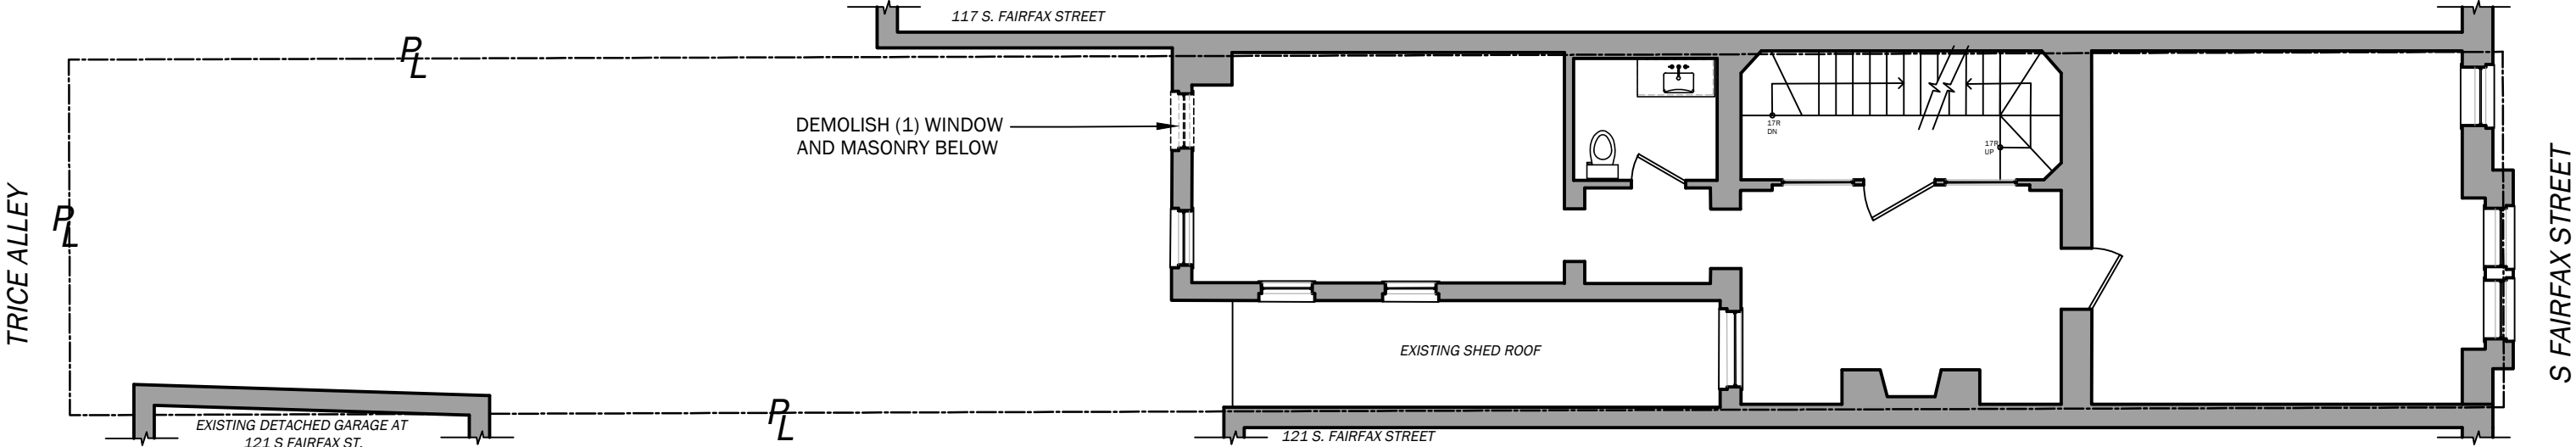 117 S. FAIRFAX STREET
PL
DEMOLISH (1) WINDOW
AND MASONRY BELOW
17R
DN
17R
UP
TRICE ALLEY
PL
S FAIRFAX STREET
EXISTING SHED ROOF
PL
EXISTING DETACHED GARAGE AT
121 S FAIRFAX ST.
121 S. FAIRFAX STREET